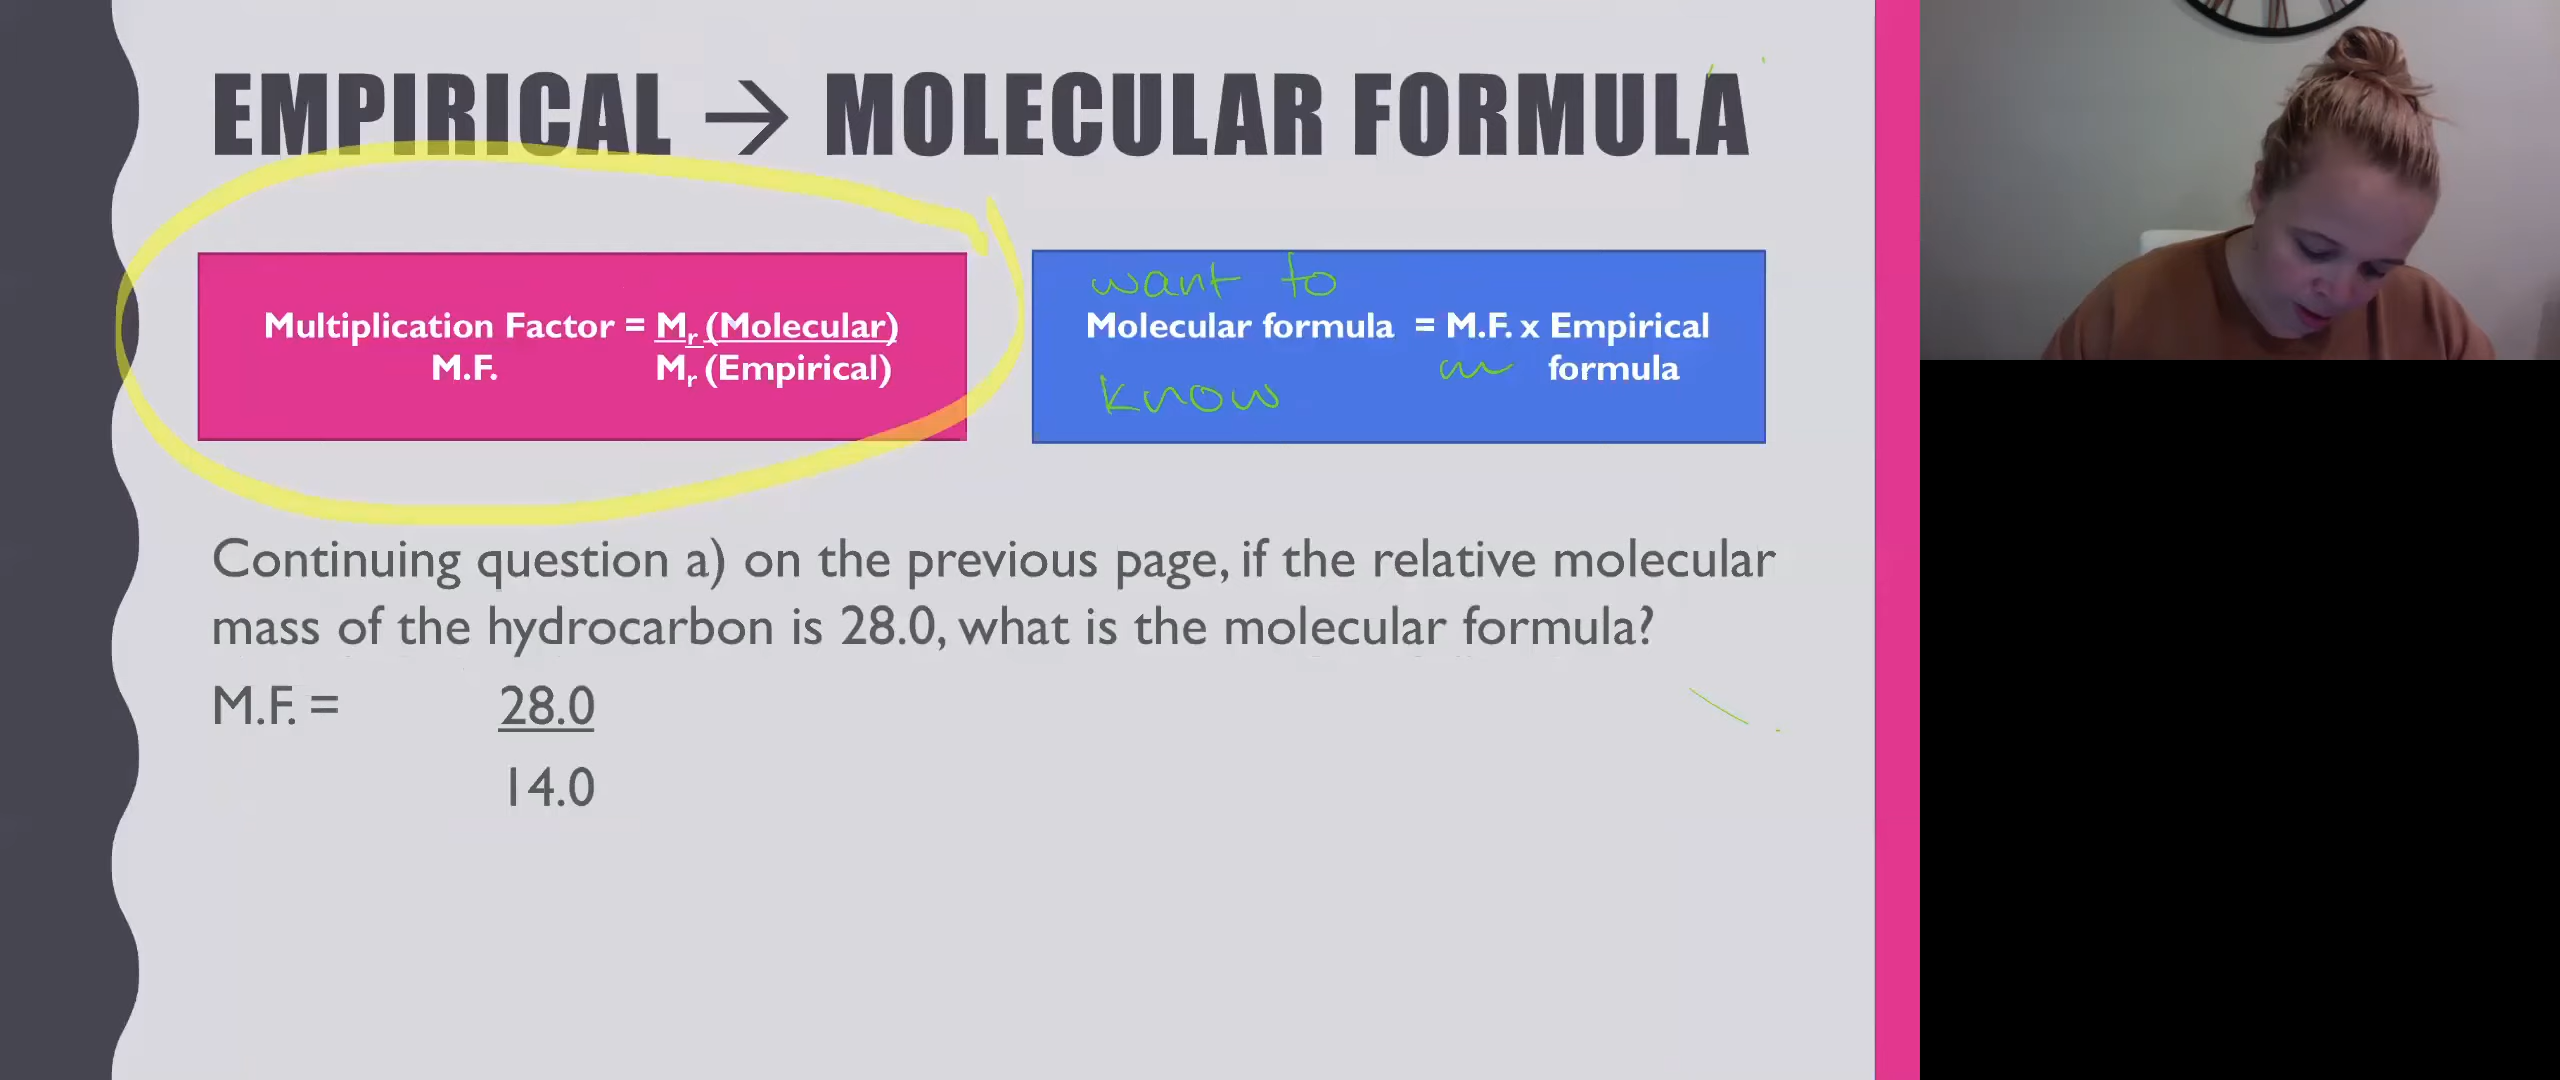 EMPIRICAL → MOLECULAR FORMULA
Multiplication Factor = Mr (Molecular)
M.F. Mr (Empirical)
want to
Molecular formula = M.F. x Empirical
formula
know
Continuing question a) on the previous page, if the relative molecular
mass of the hydrocarbon is 28.0, what is the molecular formula?
M.F. = 28.0
14.0